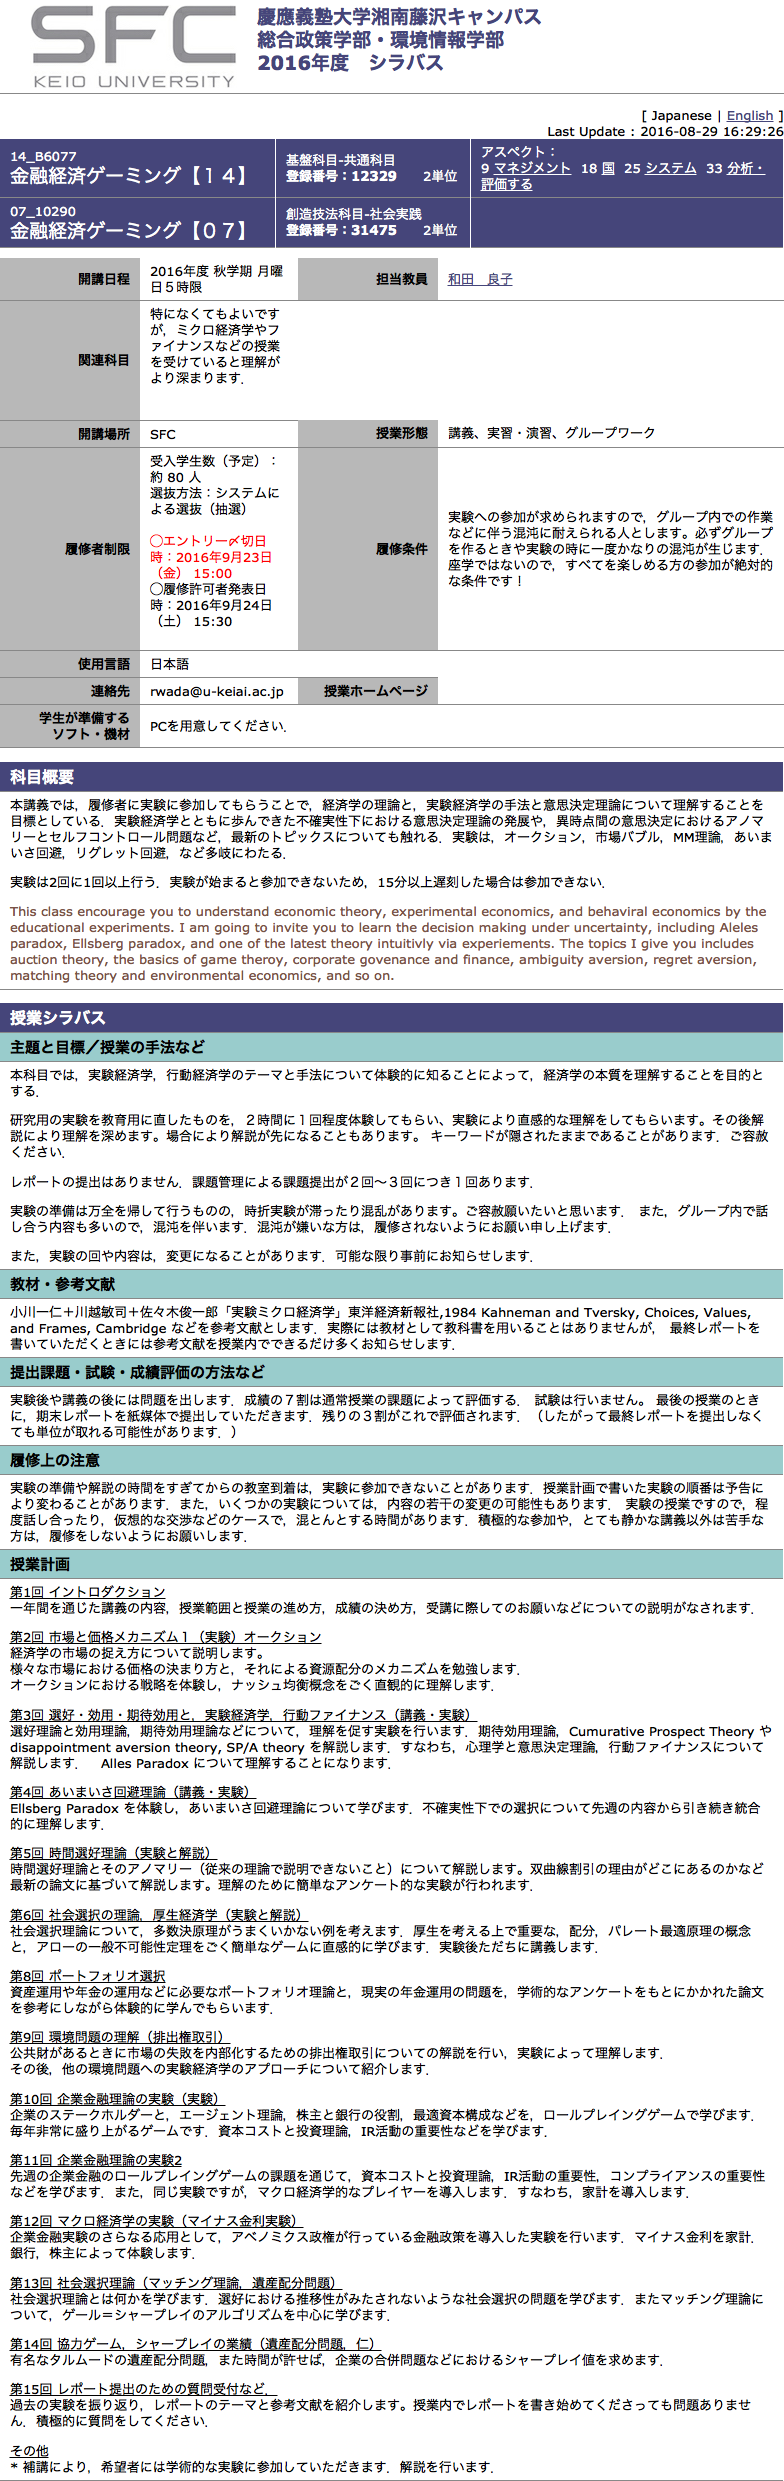 SFC
KEIO UNIVERSITY
慶應義塾大学湘南藤沢キャンパス
総合政策学部・環境情報学部
2016年度　シラバス
[ Japanese | English ]
Last Update : 2016-08-29 16:29:26
14_B6077
金融経済ゲーミング【１４】
基盤科目-共通科目
登録番号：12329　2単位
アスペクト：
9 マネジメント 18 国 25 システム 33 分析・
評価する
07_10290
金融経済ゲーミング【０７】
創造技法科目-社会実践
登録番号：31475　2単位
開講日程
2016年度 秋学期 月曜
日５時限
担当教員
和田　良子
関連科目
特になくてもよいです
が，ミクロ経済学やフ
ァイナンスなどの授業
を受けていると理解が
より深まります．
開講場所
SFC
授業形態
講義、実習・演習、グループワーク
履修者制限
受入学生数（予定）：
約 80 人
選抜方法：システムに
よる選抜（抽選）
◯エントリー〆切日
時：2016年9月23日
（金） 15:00
◯履修許可者発表日
時：2016年9月24日
（土） 15:30
履修条件
実験への参加が求められますので，グループ内での作業
などに伴う混沌に耐えられる人とします。必ずグループ
を作るときや実験の時に一度かなりの混沌が生じます．
座学ではないので，すべてを楽しめる方の参加が絶対的
な条件です！
使用言語
日本語
連絡先
rwada@u-keiai.ac.jp
授業ホームページ
学生が準備する
ソフト・機材
PCを用意してください．
科目概要
本講義では，履修者に実験に参加してもらうことで，経済学の理論と，実験経済学の手法と意思決定理論について理解することを
目標としている．実験経済学とともに歩んできた不確実性下における意思決定理論の発展や，異時点間の意思決定におけるアノマ
リーとセルフコントロール問題など，最新のトピックスについても触れる．実験は，オークション，市場バブル，MM理論，あいま
いさ回避，リグレット回避，など多岐にわたる．
実験は2回に1回以上行う．実験が始まると参加できないため，15分以上遅刻した場合は参加できない．
This class encourage you to understand economic theory, experimental economics, and behaviral economics by the
educational experiments. I am going to invite you to learn the decision making under uncertainty, including Aleles
paradox, Ellsberg paradox, and one of the latest theory intuitivly via experiements. The topics I give you includes
auction theory, the basics of game theroy, corporate govenance and finance, ambiguity aversion, regret aversion,
matching theory and environmental economics, and so on.
授業シラバス
主題と目標／授業の手法など
本科目では，実験経済学，行動経済学のテーマと手法について体験的に知ることによって，経済学の本質を理解することを目的と
する．
研究用の実験を教育用に直したものを，２時間に１回程度体験してもらい、実験により直感的な理解をしてもらいます。その後解
説により理解を深めます。場合により解説が先になることもあります。 キーワードが隠されたままであることがあります．ご容赦
ください．
レポートの提出はありません．課題管理による課題提出が２回～３回につき１回あります．
実験の準備は万全を帰して行うものの，時折実験が滞ったり混乱があります。ご容赦願いたいと思います． また，グループ内で話
し合う内容も多いので，混沌を伴います．混沌が嫌いな方は，履修されないようにお願い申し上げます．
また，実験の回や内容は，変更になることがあります．可能な限り事前にお知らせします．
教材・参考文献
小川一仁＋川越敏司＋佐々木俊一郎「実験ミクロ経済学」東洋経済新報社,1984 Kahneman and Tversky, Choices, Values,
and Frames, Cambridge などを参考文献とします．実際には教材として教科書を用いることはありませんが， 最終レポートを
書いていただくときには参考文献を授業内でできるだけ多くお知らせします．
提出課題・試験・成績評価の方法など
実験後や講義の後には問題を出します．成績の７割は通常授業の課題によって評価する． 試験は行いません。 最後の授業のとき
に，期末レポートを紙媒体で提出していただきます．残りの３割がこれで評価されます．（したがって最終レポートを提出しなく
ても単位が取れる可能性があります．）
履修上の注意
実験の準備や解説の時間をすぎてからの教室到着は，実験に参加できないことがあります．授業計画で書いた実験の順番は予告に
より変わることがあります．また，いくつかの実験については，内容の若干の変更の可能性もあります． 実験の授業ですので，程
度話し合ったり，仮想的な交渉などのケースで，混とんとする時間があります．積極的な参加や，とても静かな講義以外は苦手な
方は，履修をしないようにお願いします．
授業計画
第1回 イントロダクション
一年間を通じた講義の内容，授業範囲と授業の進め方，成績の決め方，受講に際してのお願いなどについての説明がなされます．
第2回 市場と価格メカニズム１（実験）オークション
経済学の市場の捉え方について説明します。
様々な市場における価格の決まり方と，それによる資源配分のメカニズムを勉強します．
オークションにおける戦略を体験し，ナッシュ均衡概念をごく直観的に理解します．
第3回 選好・効用・期待効用と，実験経済学，行動ファイナンス（講義・実験）
選好理論と効用理論，期待効用理論などについて，理解を促す実験を行います．期待効用理論，Cumurative Prospect Theory や
disappointment aversion theory, SP/A theory を解説します．すなわち，心理学と意思決定理論，行動ファイナンスについて
解説します．　Alles Paradox について理解することになります．
第4回 あいまいさ回避理論（講義・実験）
Ellsberg Paradox を体験し，あいまいさ回避理論について学びます．不確実性下での選択について先週の内容から引き続き統合
的に理解します．
第5回 時間選好理論（実験と解説）
時間選好理論とそのアノマリー（従来の理論で説明できないこと）について解説します。双曲線割引の理由がどこにあるのかなど
最新の論文に基づいて解説します。理解のために簡単なアンケート的な実験が行われます．
第6回 社会選択の理論，厚生経済学（実験と解説）
社会選択理論について，多数決原理がうまくいかない例を考えます．厚生を考える上で重要な，配分，パレート最適原理の概念
と，アローの一般不可能性定理をごく簡単なゲームに直感的に学びます．実験後ただちに講義します．
第8回 ポートフォリオ選択
資産運用や年金の運用などに必要なポートフォリオ理論と，現実の年金運用の問題を，学術的なアンケートをもとにかかれた論文
を参考にしながら体験的に学んでもらいます．
第9回 環境問題の理解（排出権取引）
公共財があるときに市場の失敗を内部化するための排出権取引についての解説を行い，実験によって理解します．
その後，他の環境問題への実験経済学のアプローチについて紹介します．
第10回 企業金融理論の実験（実験）
企業のステークホルダーと，エージェント理論，株主と銀行の役割，最適資本構成などを，ロールプレイングゲームで学びます．
毎年非常に盛り上がるゲームです．資本コストと投資理論，IR活動の重要性などを学びます．
第11回 企業金融理論の実験2
先週の企業金融のロールプレイングゲームの課題を通じて，資本コストと投資理論，IR活動の重要性，コンプライアンスの重要性
などを学びます．また，同じ実験ですが，マクロ経済学的なプレイヤーを導入します．すなわち，家計を導入します．
第12回 マクロ経済学の実験（マイナス金利実験）
企業金融実験のさらなる応用として，アベノミクス政権が行っている金融政策を導入した実験を行います．マイナス金利を家計．
銀行，株主によって体験します．
第13回 社会選択理論（マッチング理論，遺産配分問題）
社会選択理論とは何かを学びます．選好における推移性がみたされないような社会選択の問題を学びます．またマッチング理論に
ついて，ゲール＝シャープレイのアルゴリズムを中心に学びます．
第14回 協力ゲーム，シャープレイの業績（遺産配分問題，仁）
有名なタルムードの遺産配分問題，また時間が許せば，企業の合併問題などにおけるシャープレイ値を求めます．
第15回 レポート提出のための質問受付など．
過去の実験を振り返り，レポートのテーマと参考文献を紹介します。授業内でレポートを書き始めてくださっても問題ありませ
ん．積極的に質問をしてください．
その他
* 補講により，希望者には学術的な実験に参加していただきます．解説を行います．